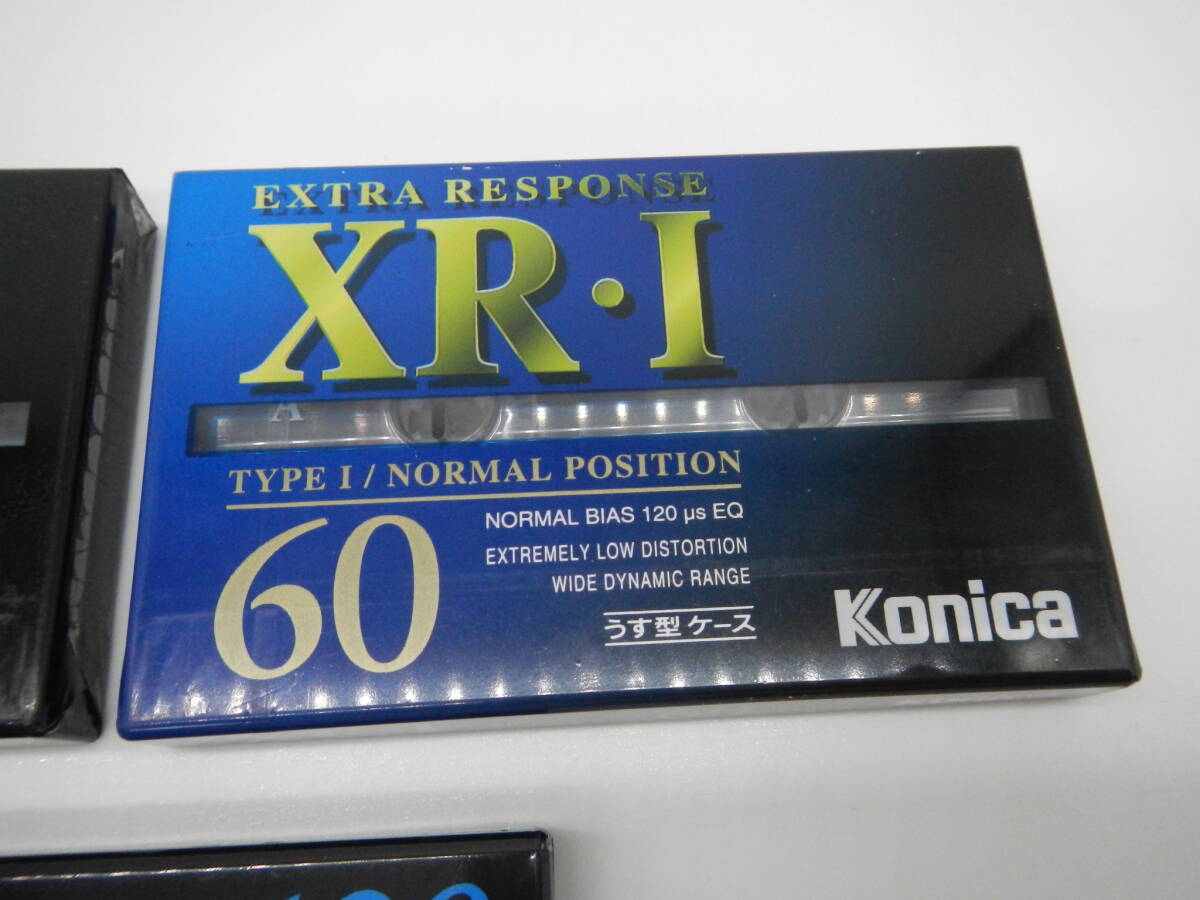 EXTRA RESPONSE
XR·I
A
TYPE I / NORMAL POSITION
60
NORMAL BIAS 120 µs EQ
EXTREMELY LOW DISTORTION
WIDE DYNAMIC RANGE
うす型 ケース
Konica